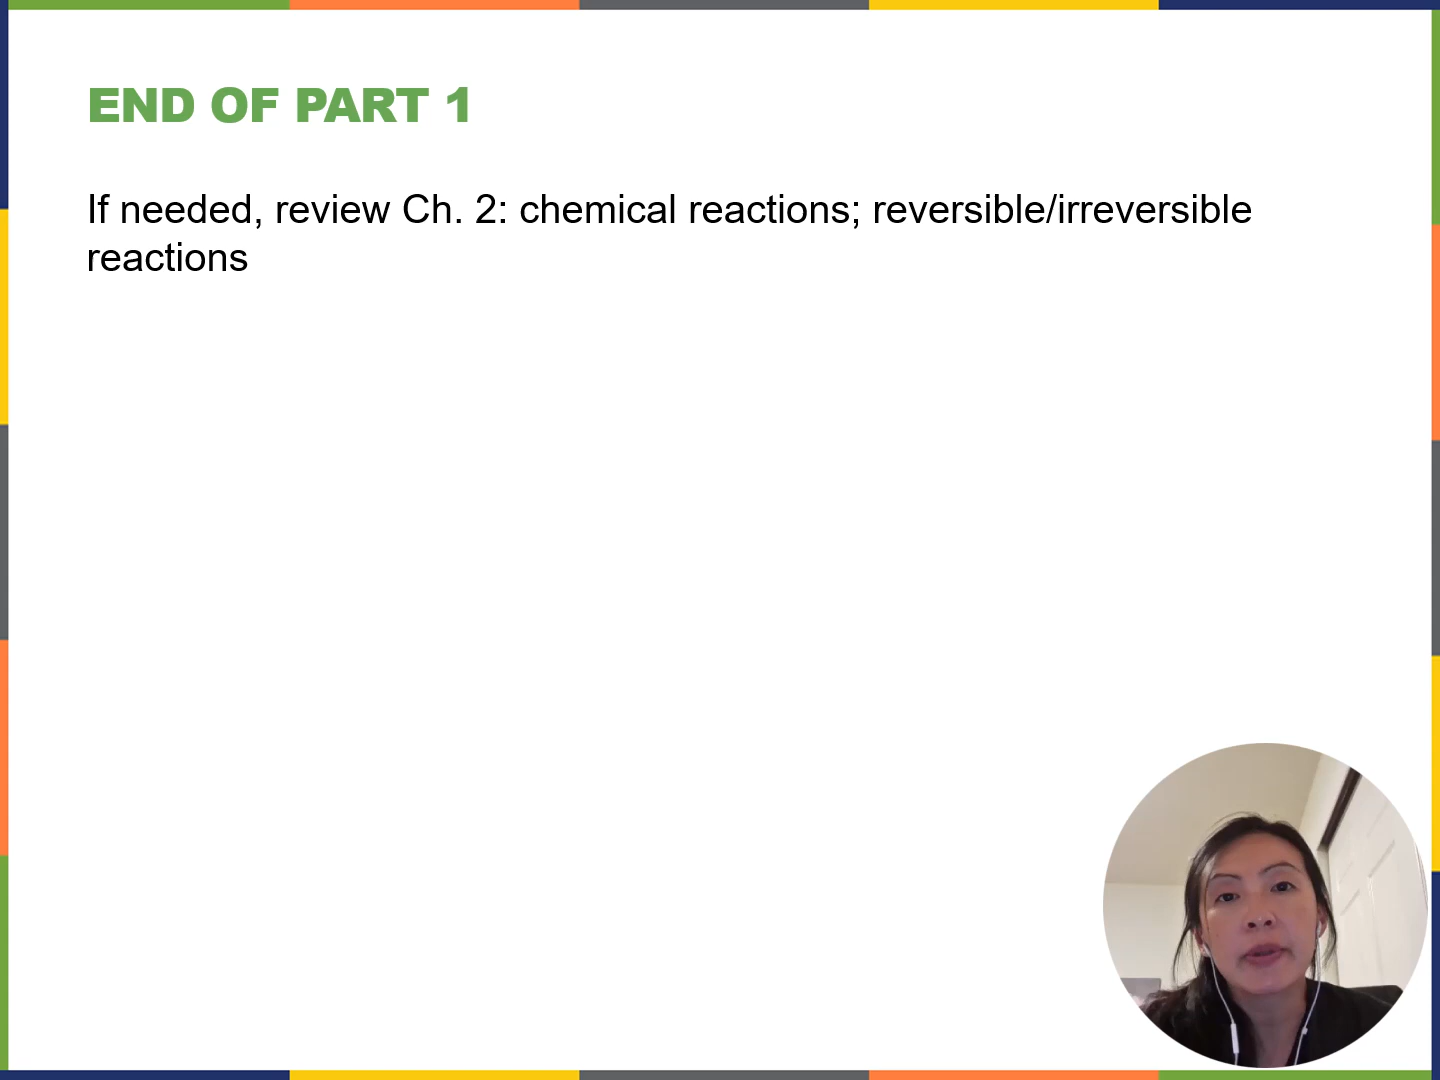 END OF PART 1
If needed, review Ch. 2: chemical reactions; reversible/irreversible
reactions